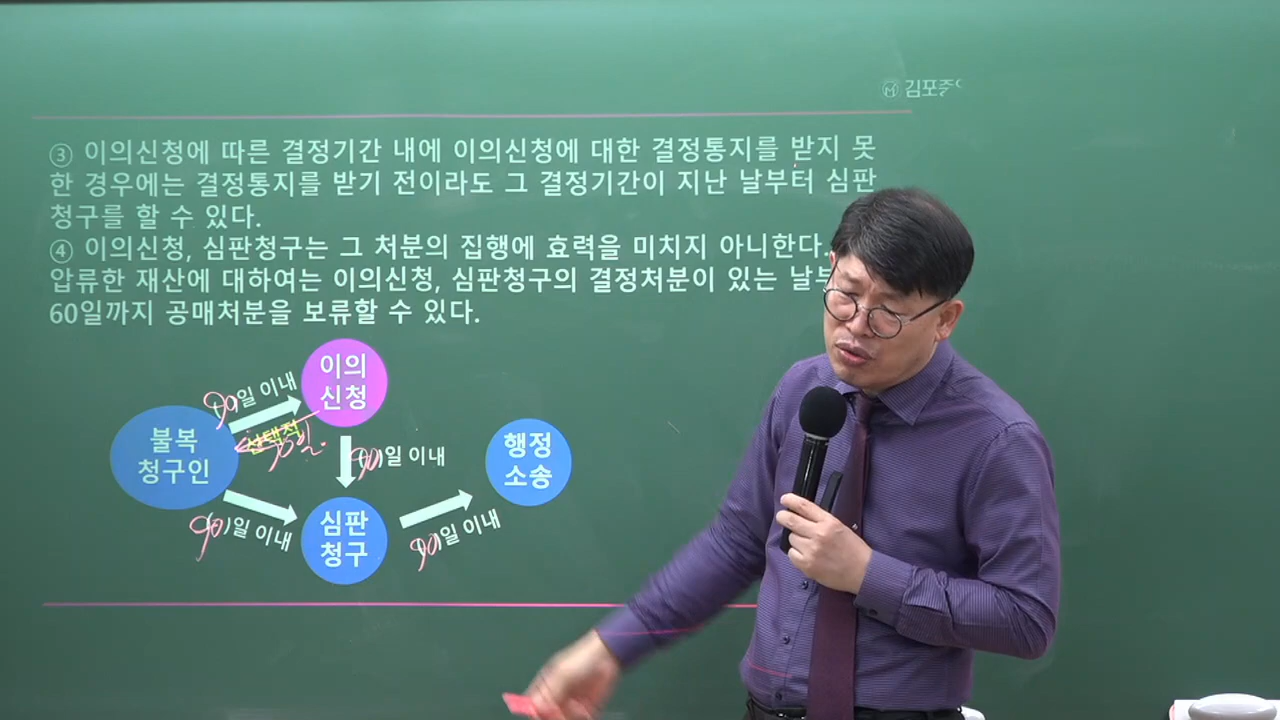 김포중
③ 이의신청에 따른 결정기간 내에 이의신청에 대한 결정통지를 받지 못
한 경우에는 결정통지를 받기 전이라도 그 결정기간이 지난 날부터 심판
청구를 할 수 있다.
④ 이의신청, 심판청구는 그 처분의 집행에 효력을 미치지 아니한다.
압류한 재산에 대하여는 이의신청, 심판청구의 결정처분이 있는 날부
60일까지 공매처분을 보류할 수 있다.
이의
신청
90일 이내
선택적
불복
청구인
90일 이내
행정
소송
90일 이내
심판
청구
90일 이내